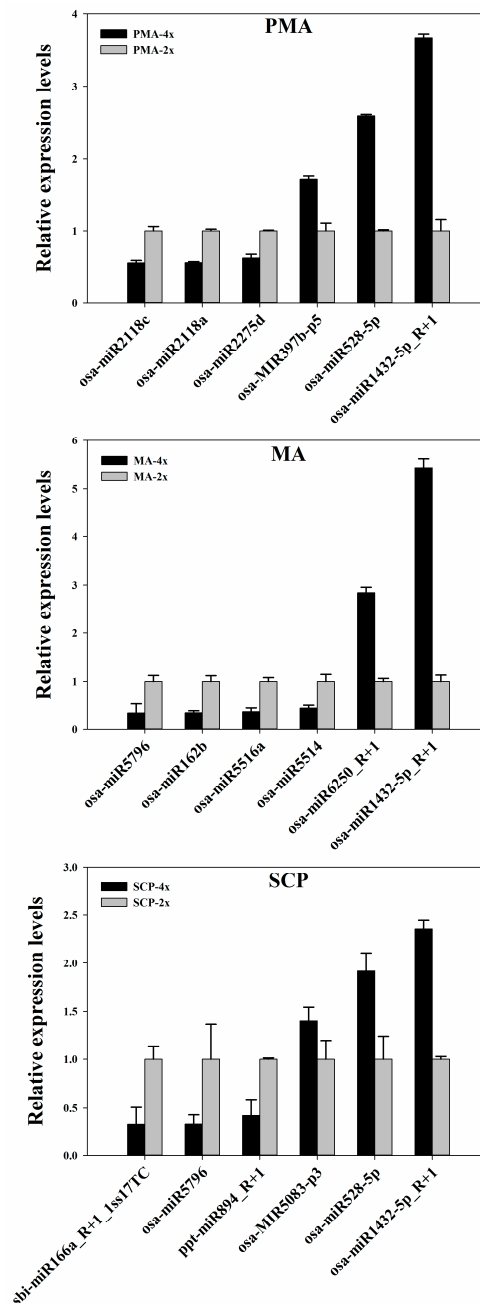 PMA
PMA-4x
PMA-2x
Relative expression levels
4
3
2
1
0
osa-miR2118c
osa-miR2118a
osa-miR2275d
osa-MIR397b-p5
osa-miR528-5p
osa-miR1432-5p_R+1
MA
MA-4x
MA-2x
Relative expression levels
6
5
4
3
2
1
0
osa-miR5796
osa-miR162b
osa-miR5516a
osa-miR5514
osa-miR6250_R+1
osa-miR1432-5p_R+1
SCP
SCP-4x
SCP-2x
Relative expression levels
3.0
2.5
2.0
1.5
1.0
0.5
0.0
sbi-miR166a_R+1_1ss17TC
osa-miR5796
ppt-miR894_R+1
osa-MIR5083-p3
osa-miR528-5p
osa-miR1432-5p_R+1